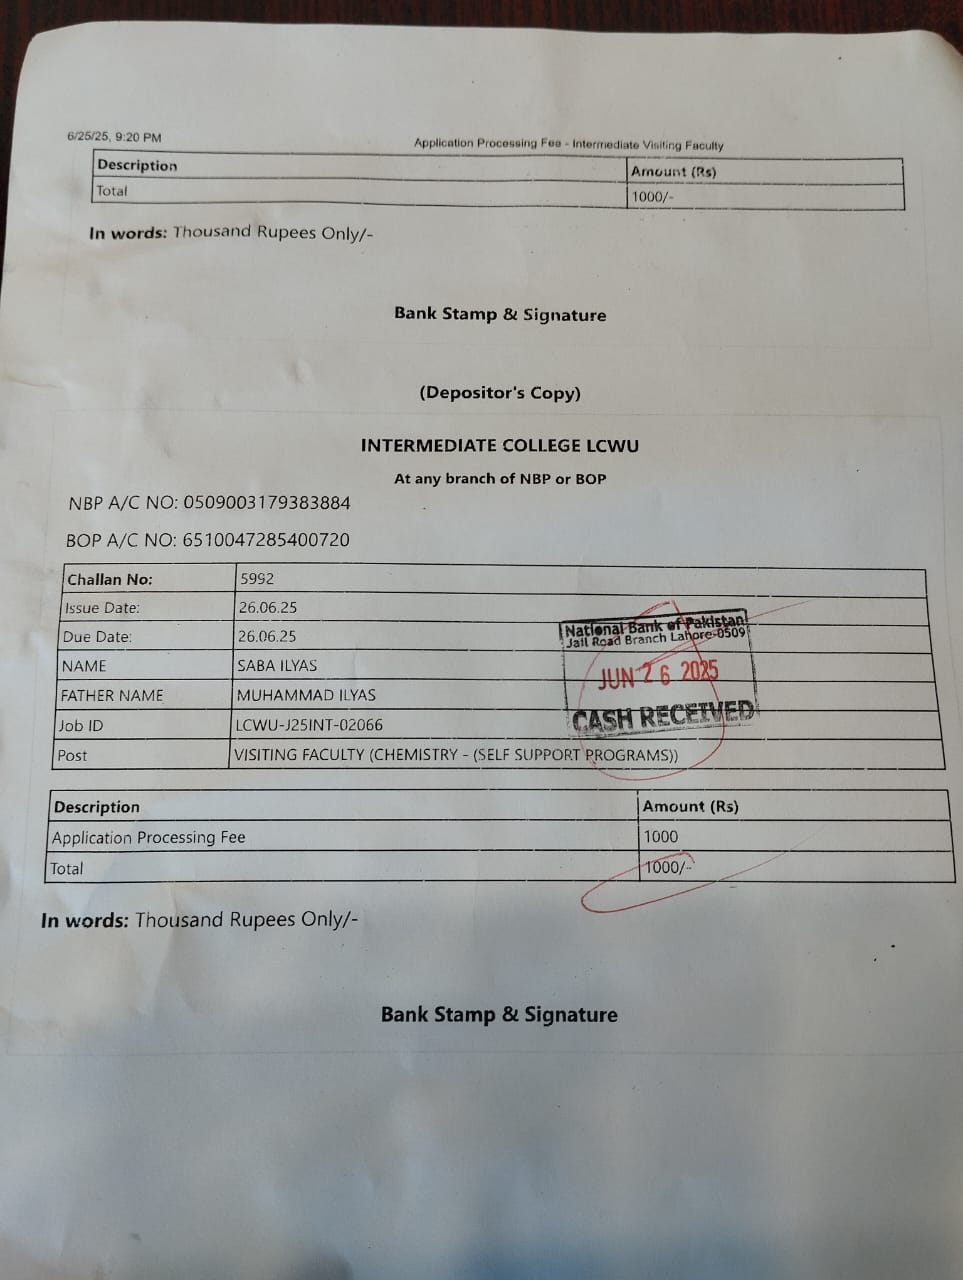 6/25/25, 9:20 PM
Application Processing Fee - Intermediate Visiting Faculty
Description Amount (Rs)
Total 1000/-
In words: Thousand Rupees Only/-
Bank Stamp & Signature
(Depositor's Copy)
INTERMEDIATE COLLEGE LCWU
At any branch of NBP or BOP
NBP A/C NO: 0509003179383884
BOP A/C NO: 6510047285400720
Challan No: 5992
Issue Date: 26.06.25
Due Date: 26.06.25
NAME SABA ILYAS
FATHER NAME MUHAMMAD ILYAS
Job ID LCWU-J25INT-02066
Post VISITING FACULTY (CHEMISTRY - (SELF SUPPORT PROGRAMS))
National Bank of Pakistan
Jail Road Branch Lahore-0509
JUN 26 2025
CASH RECEIVED
Description Amount (Rs)
Application Processing Fee 1000
Total 1000/-
In words: Thousand Rupees Only/-
Bank Stamp & Signature